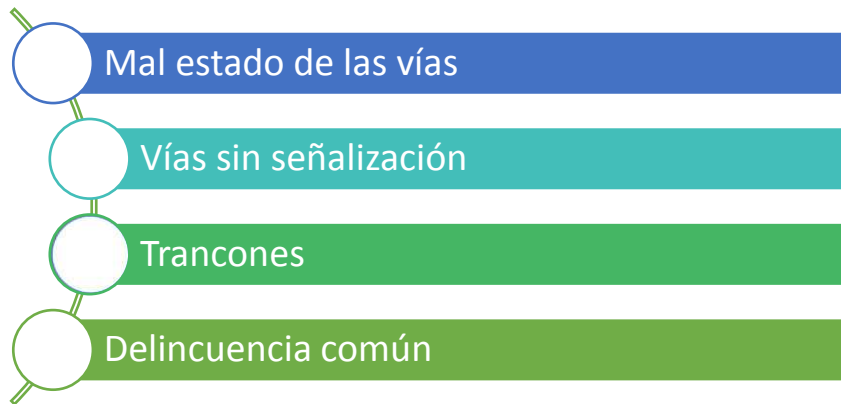 Mal estado de las vías
Vías sin señalización
Trancones
Delincuencia común